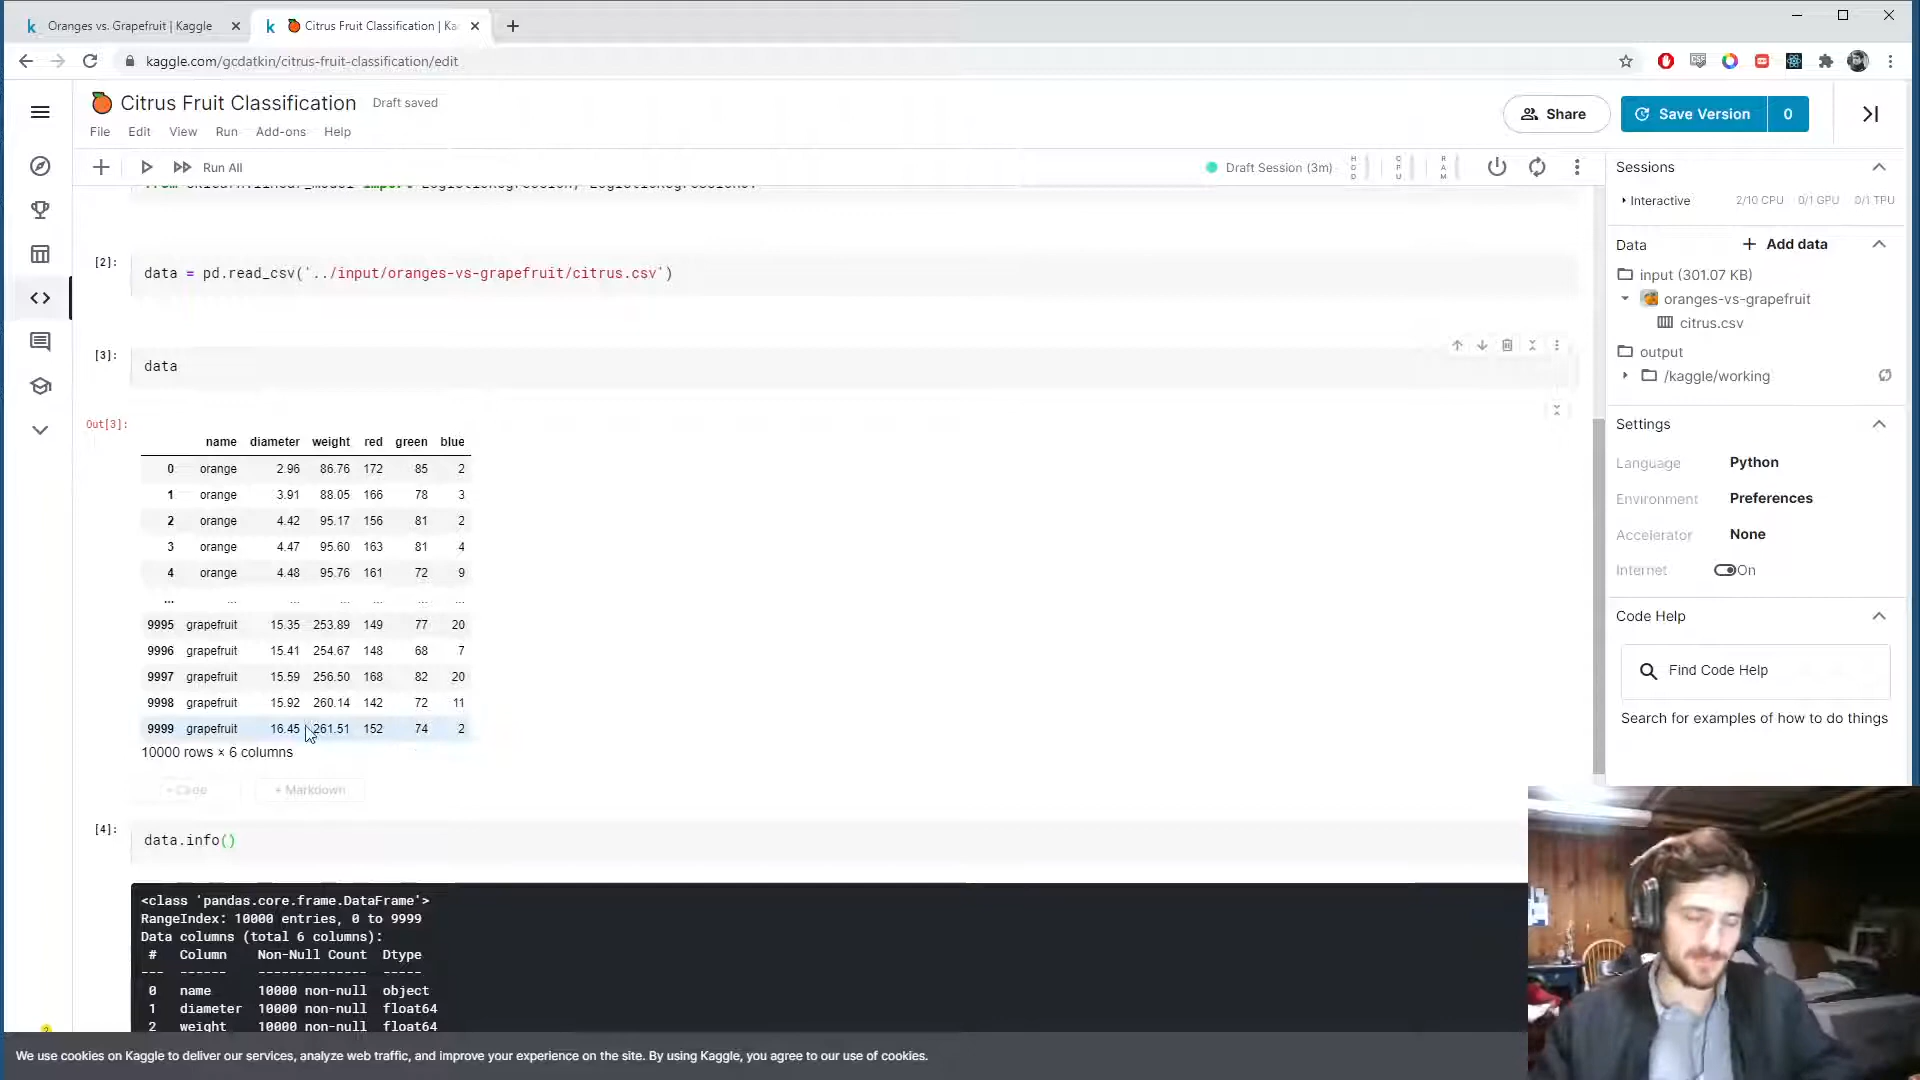 Oranges vs. Grapefruit | Kaggle
Citrus Fruit Classification | Ka
kaggle.com/gcdatkin/citrus-fruit-classification/edit
Citrus Fruit Classification
Draft saved
Share
Save Version
0
File Edit View Run Add-ons Help
Run All
Draft Session (3m)
HDD
CPU
RAM
[2]:
data = pd.read_csv('../input/oranges-vs-grapefruit/citrus.csv')
[3]:
data
Out[3]:
name diameter weight red green blue
0 orange 2.96 86.76 172 85 2
1 orange 3.91 88.05 166 78 3
2 orange 4.42 95.17 156 81 2
3 orange 4.47 95.60 163 81 4
4 orange 4.48 95.76 161 72 9
... ... ... ... ... ... ...
9995 grapefruit 15.35 253.89 149 77 20
9996 grapefruit 15.41 254.67 148 68 7
9997 grapefruit 15.59 256.50 168 82 20
9998 grapefruit 15.92 260.14 142 72 11
9999 grapefruit 16.45 261.51 152 74 2
10000 rows × 6 columns
+ Markdown
[4]:
data.info()
<class 'pandas.core.frame.DataFrame'>
RangeIndex: 10000 entries, 0 to 9999
Data columns (total 6 columns):
# Column Non-Null Count Dtype
--- ------ -------------- -----
0 name 10000 non-null object
1 diameter 10000 non-null float64
2 weight 10000 non-null float64
Sessions
Interactive 2/10 CPU 0/1 GPU 0/1 TPU
Data
+ Add data
input (301.07 KB)
oranges-vs-grapefruit
citrus.csv
output
/kaggle/working
Settings
Language Python
Environment Preferences
Accelerator None
Internet On
Code Help
Find Code Help
Search for examples of how to do things
We use cookies on Kaggle to deliver our services, analyze web traffic, and improve your experience on the site. By using Kaggle, you agree to our use of cookies.